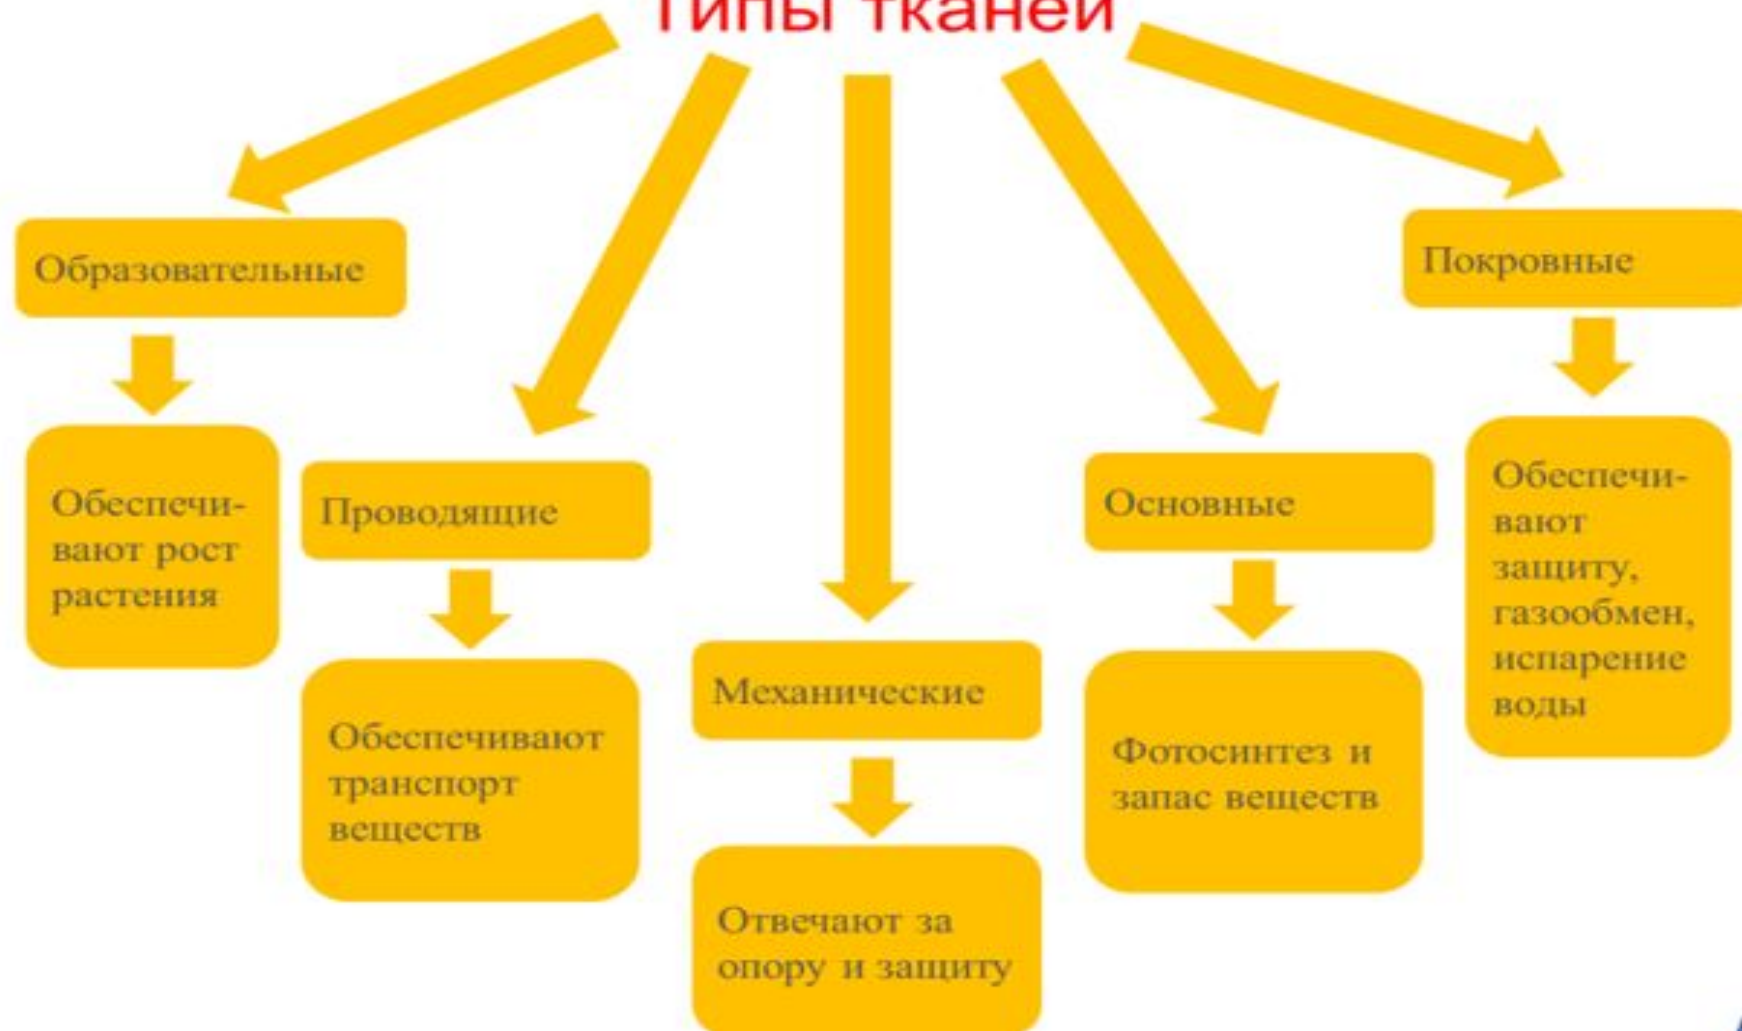 Типы тканей
Образовательные
Обеспечи-
вают рост
растения
Проводящие
Обеспечивают
транспорт
веществ
Механические
Отвечают за
опору и защиту
Основные
Фотосинтез и
запас веществ
Покровные
Обеспечи-
вают
защиту,
газообмен,
испарение
воды